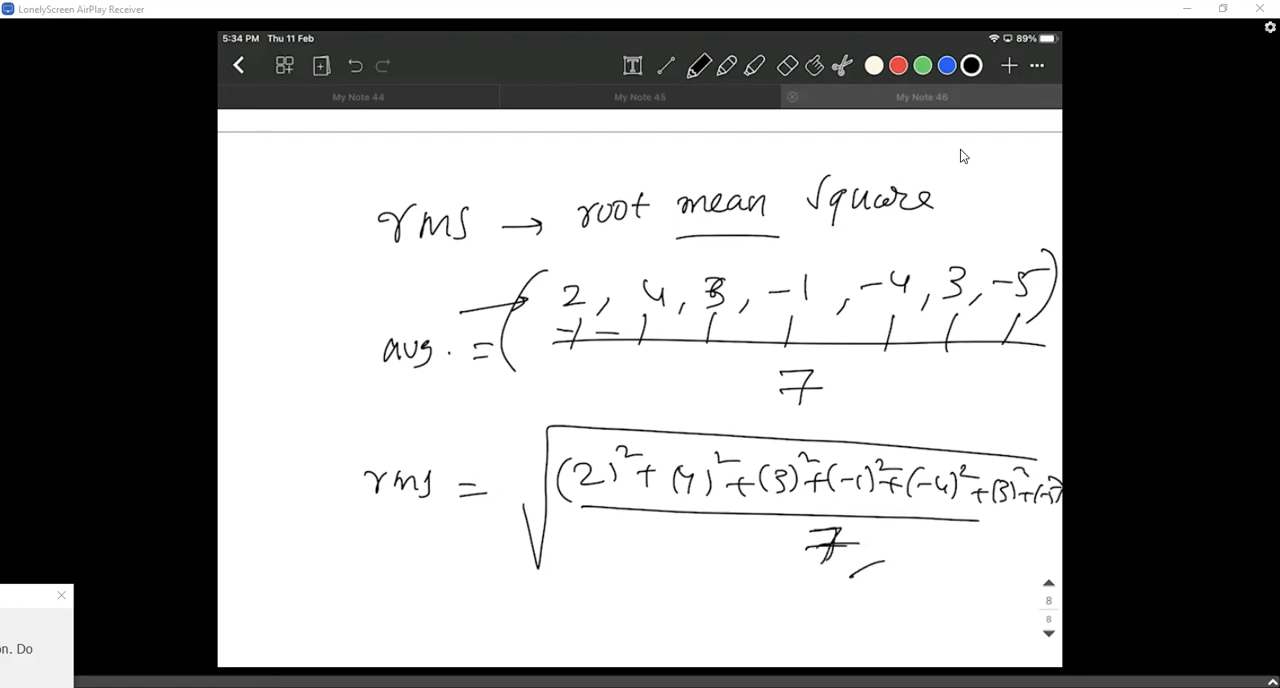 LonelyScreen AirPlay Receiver
5:34 PM Thu 11 Feb 89%
My Note 44 My Note 45 My Note 46
rms → root mean square
avg. = (2, 4, 3, -1, -4, 3, -5)
7
rms = √(2)² + (4)² + (3)² + (-1)² + (-4)² + (3)² + (-5)²
7
8
8
on. Do